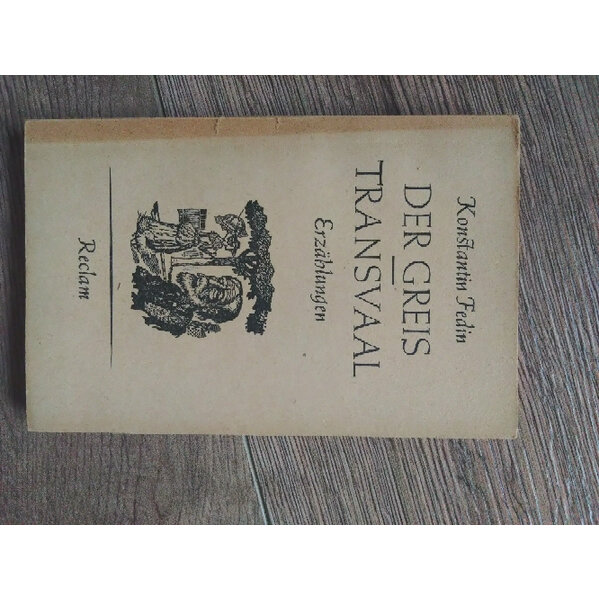 Konstantin Fedin
DER GREIS
TRANSVAAL
Erzählungen
Reclam